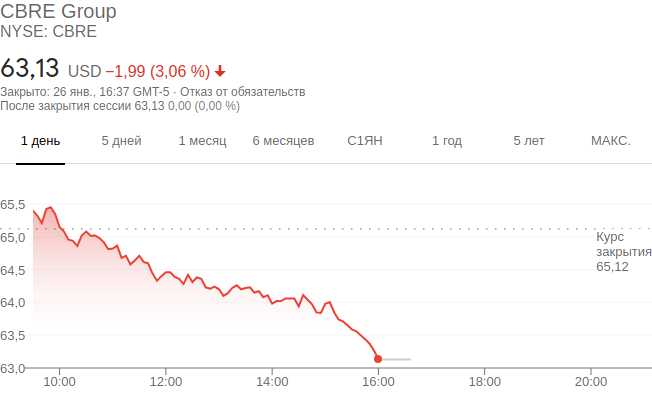 CBRE Group
NYSE: CBRE
63,13 USD −1,99 (3,06 %)
Закрыто: 26 янв., 16:37 GMT-5 · Отказ от обязательств
После закрытия сессии 63,13 0,00 (0,00 %)
1 день 5 дней 1 месяц 6 месяцев С1ЯН 1 год 5 лет МАКС.
65,5
65,0
64,5
64,0
63,5
63,0
Курс
закрытия
65,12
10:00 12:00 14:00 16:00 18:00 20:00